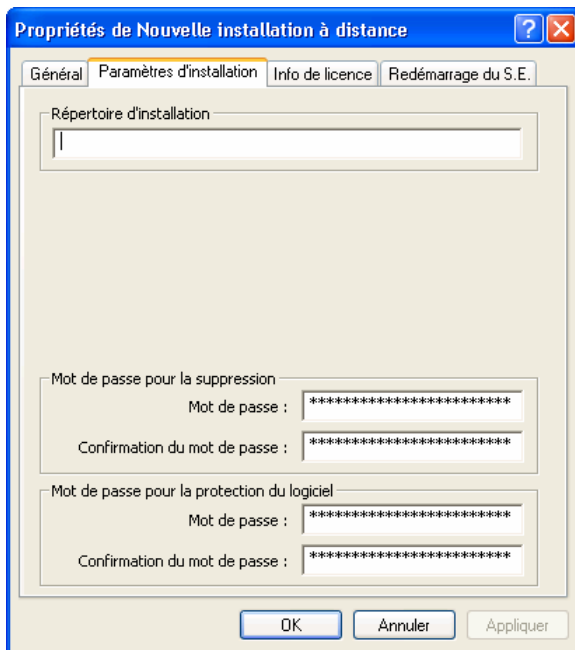 Propriétés de Nouvelle installation à distance
Général Paramètres d'installation Info de licence Redémarrage du S.E.
Répertoire d'installation
Mot de passe pour la suppression
Mot de passe : ************************
Confirmation du mot de passe : ************************
Mot de passe pour la protection du logiciel
Mot de passe : ************************
Confirmation du mot de passe : ************************
OK Annuler Appliquer